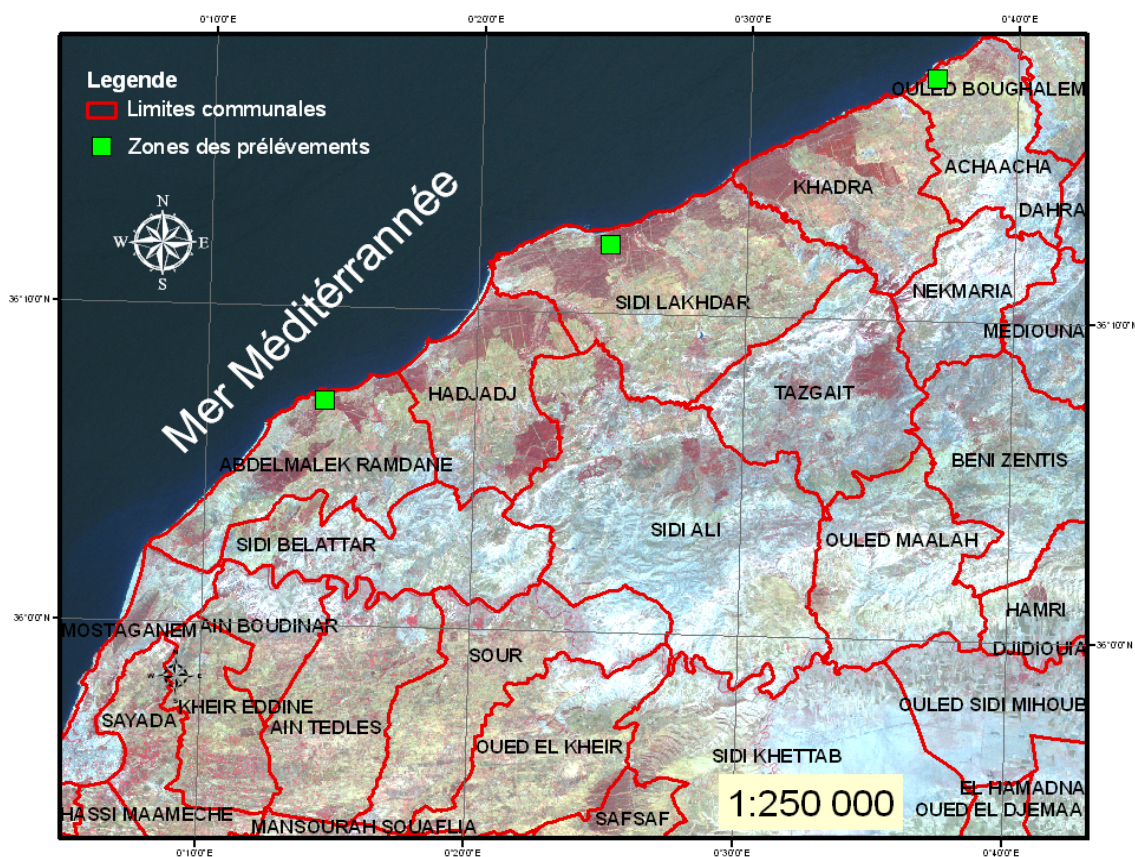 0°10'0"E
0°20'0"E
0°30'0"E
0°40'0"E
Legende
Limites communales
Zones des prélévements
OULED BOUGHALEM
ACHAACHA
KHADRA
DAHRA
N
W
E
S
Mer Méditérrannée
NEKMARIA
36°10'0"N
SIDI LAKHDAR
MEDIOUNA
36°10'0"N
HADJADJ
TAZGAIT
ABDELMALEK RAMDANE
BENI ZENTIS
SIDI ALI
SIDI BELATTAR
OULED MAALAH
HAMRI
36°0'0"N
MOSTAGANEM
AIN BOUDINAR
SOUR
DJIDIOUIA
36°0'0"N
SAYADA
KHEIR EDDINE
AIN TEDLES
OULED SIDI MIHOUB
OUED EL KHEIR
SIDI KHETTAB
1:250 000
EL HAMADNA
OUED EL DJEMAA
HASSI MAAMECHE
MANSOURAH
SOUAFLIA
SAFSAF
0°10'0"E
0°20'0"E
0°30'0"E
0°40'0"E